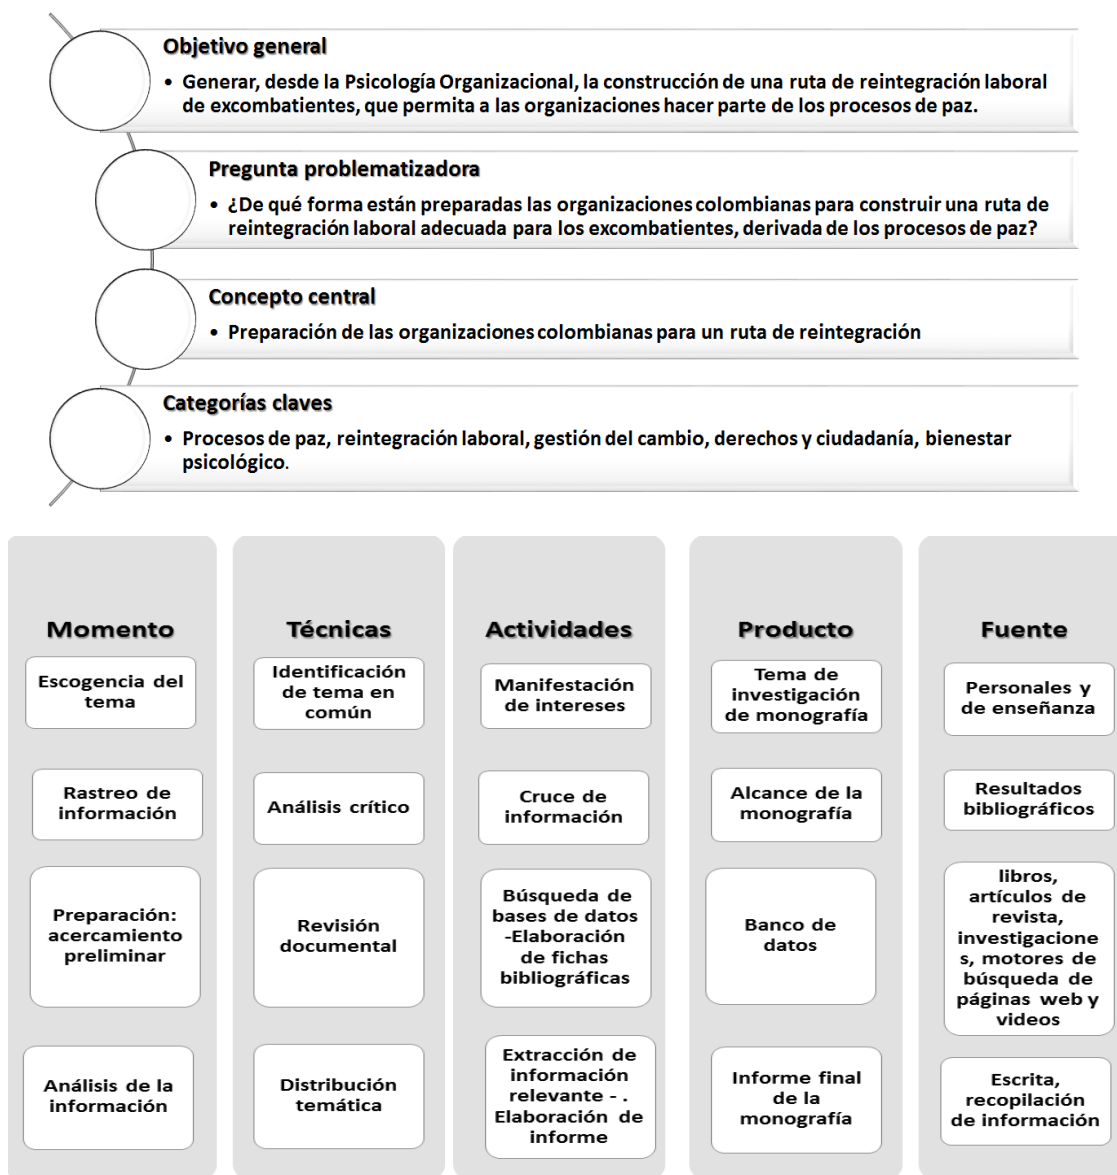 Objetivo general
• Generar, desde la Psicología Organizacional, la construcción de una ruta de reintegración laboral
de excombatientes, que permita a las organizaciones hacer parte de los procesos de paz.
Pregunta problematizadora
• ¿De qué forma están preparadas las organizaciones colombianas para construir una ruta de
reintegración laboral adecuada para los excombatientes, derivada de los procesos de paz?
Concepto central
• Preparación de las organizaciones colombianas para un ruta de reintegración
Categorías claves
• Procesos de paz, reintegración laboral, gestión del cambio, derechos y ciudadanía, bienestar
psicológico.
Momento
Escogencia del
tema
Rastreo de
información
Preparación:
acercamiento
preliminar
Análisis de la
información
Técnicas
Identificación
de tema en
común
Análisis crítico
Revisión
documental
Distribución
temática
Actividades
Manifestación
de intereses
Cruce de
información
Búsqueda de
bases de datos
-Elaboración
de fichas
bibliográficas
Extracción de
información
relevante - .
Elaboración de
informe
Producto
Tema de
investigación
de monografía
Alcance de la
monografía
Banco de
datos
Informe final
de la
monografía
Fuente
Personales y
de enseñanza
Resultados
bibliográficos
libros,
artículos de
revista,
investigacione
s, motores de
búsqueda de
páginas web y
videos
Escrita,
recopilación
de información